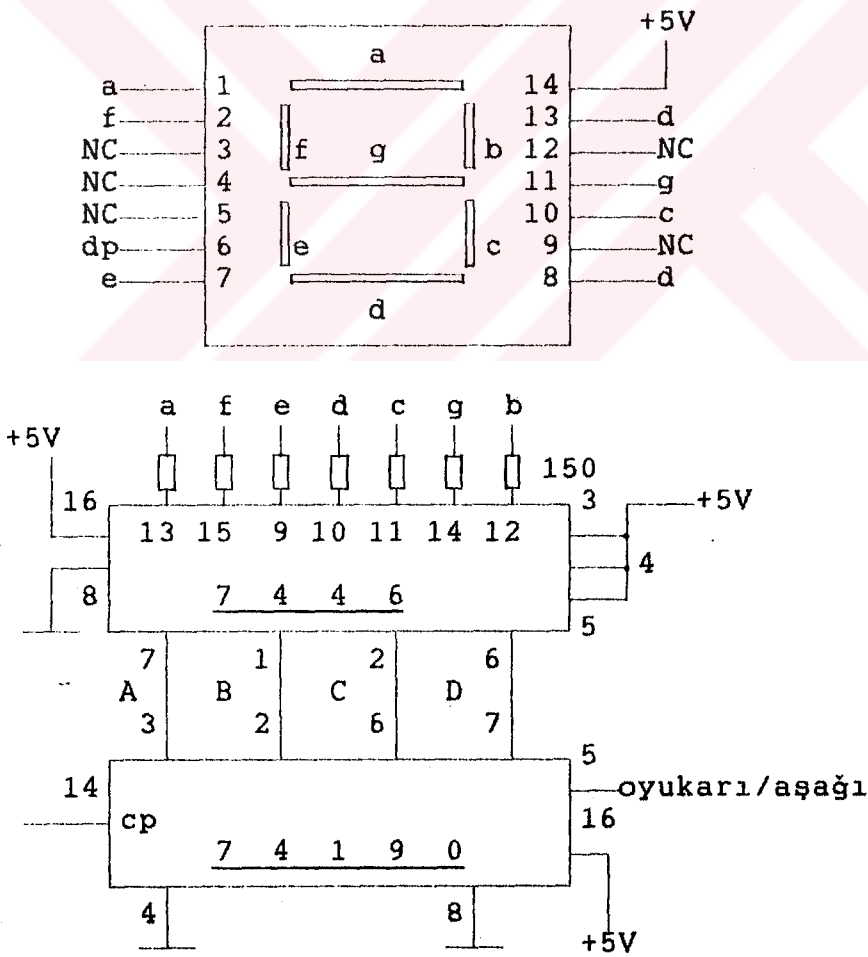 +5V
a
a 1 14
f 2 13 d
NC 3 f g b 12 NC
NC 4 11 g
NC 5 10 c
dp 6 e c 9 NC
e 7 8 d
d
a f e d c g b
+5V
150
16 3 +5V
13 15 9 10 11 14 12
4
8 7 4 4 6
5
7 1 2 6
A B C D
3 2 6 7
5
14 oyukarı/aşağı
cp 16
7 4 1 9 0
4 8
+5V